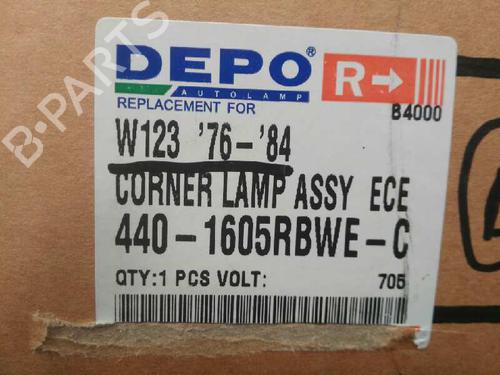 DEPO®
AUTOLAMP
R→
REPLACEMENT FOR
B4000
W123 '76-'84
CORNER LAMP ASSY ECE
440-1605RBWE-C
QTY:1 PCS VOLT:
705
B-PARTS